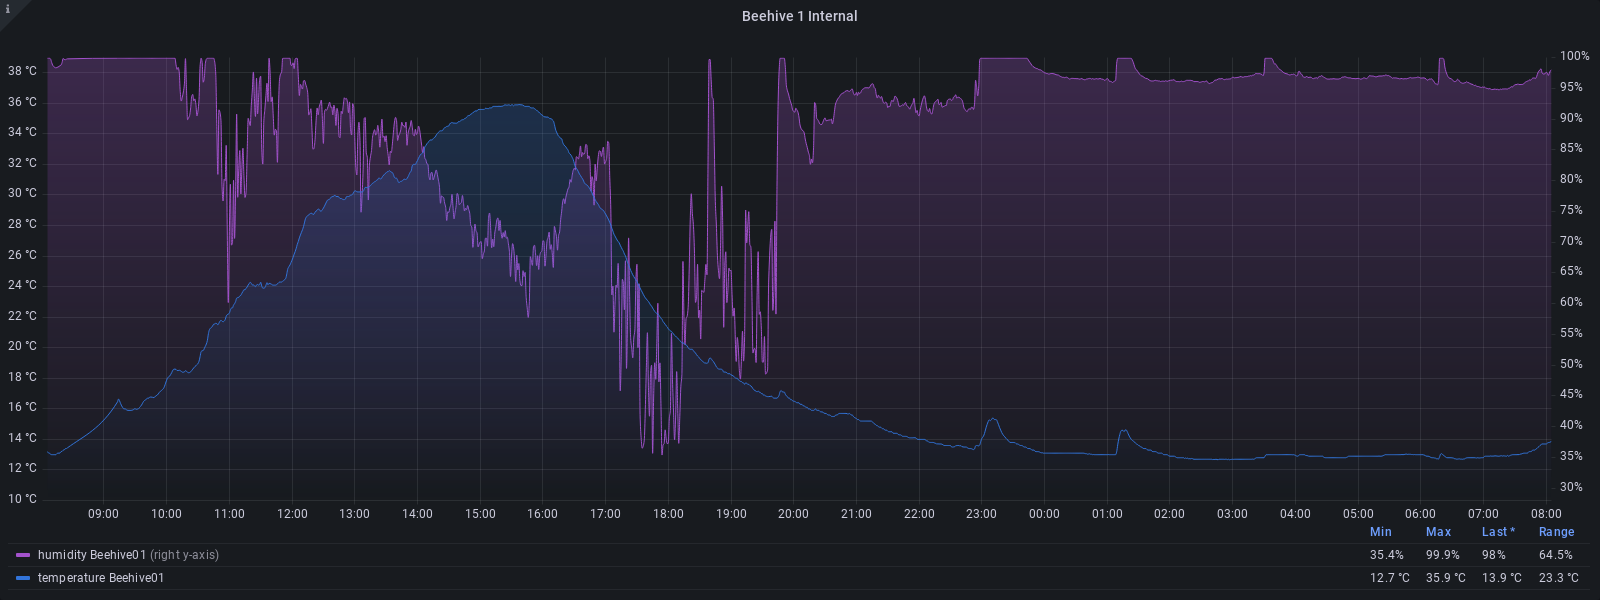 i
Beehive 1 Internal
38 °C
36 °C
34 °C
32 °C
30 °C
28 °C
26 °C
24 °C
22 °C
20 °C
18 °C
16 °C
14 °C
12 °C
10 °C
100%
95%
90%
85%
80%
75%
70%
65%
60%
55%
50%
45%
40%
35%
30%
09:00 10:00 11:00 12:00 13:00 14:00 15:00 16:00 17:00 18:00 19:00 20:00 21:00 22:00 23:00 00:00 01:00 02:00 03:00 04:00 05:00 06:00 07:00 08:00
Min Max Last * Range
humidity Beehive01 (right y-axis) 35.4% 99.9% 98% 64.5%
temperature Beehive01 12.7 °C 35.9 °C 13.9 °C 23.3 °C